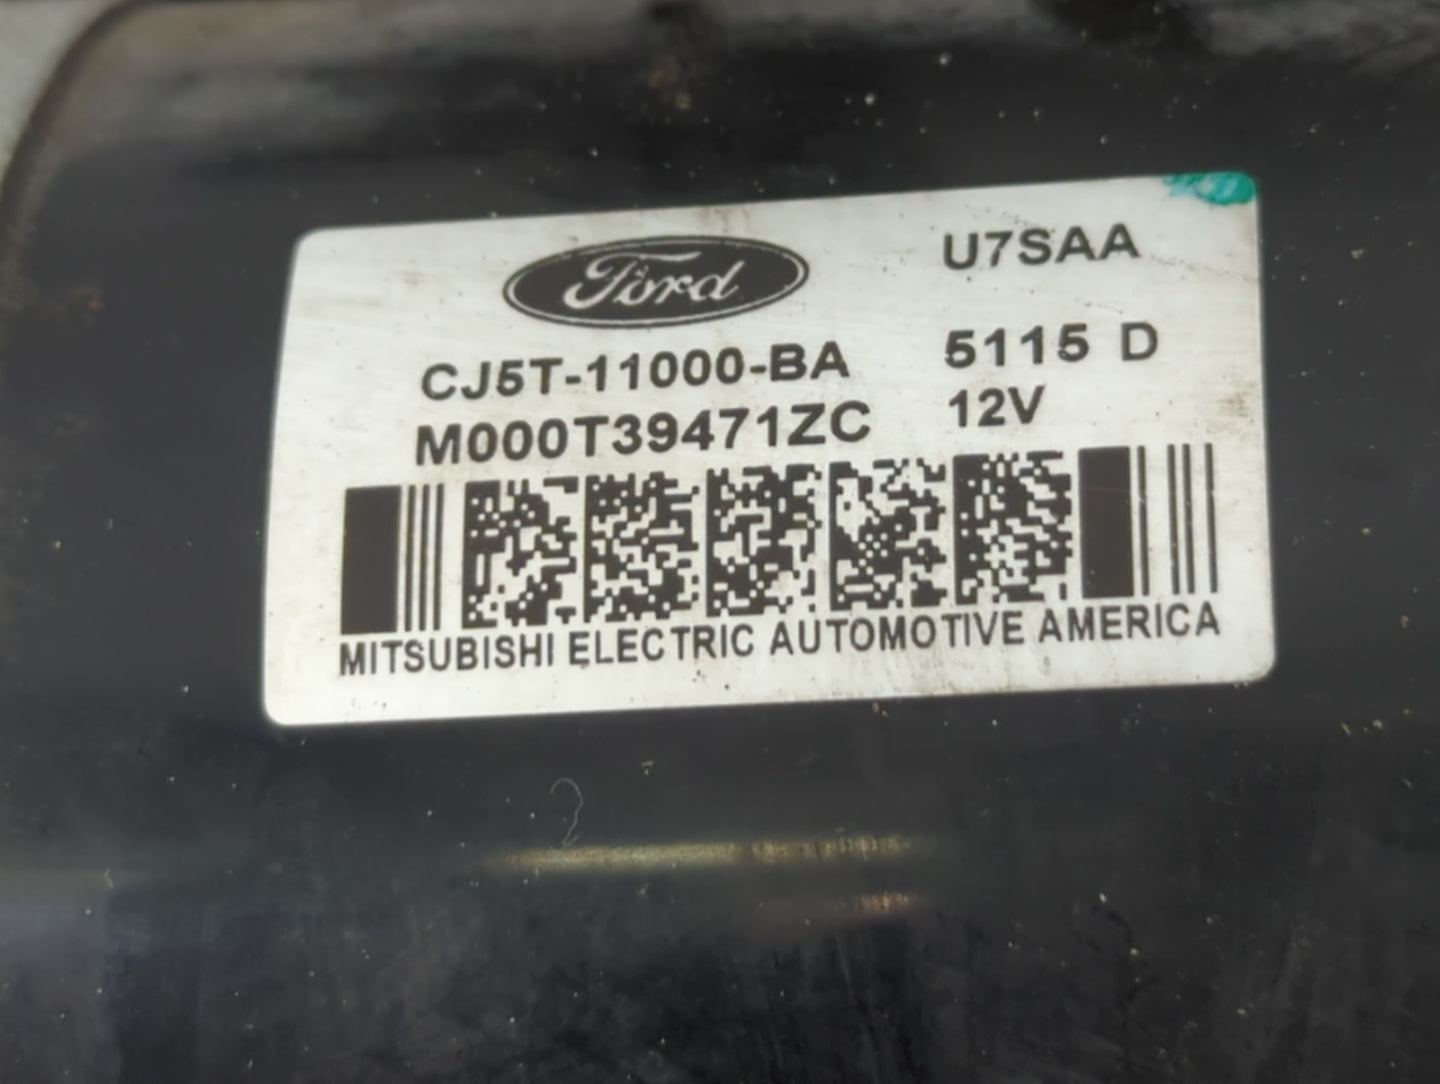 Ford
U7SAA
CJ5T-11000-BA
5115 D
M000T39471ZC
12V
MITSUBISHI ELECTRIC AUTOMOTIVE AMERICA